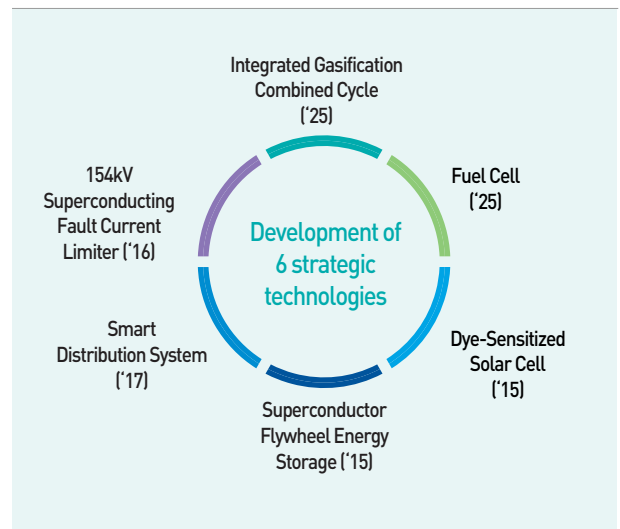 Integrated Gasification
Combined Cycle
(‘25)
Fuel Cell
(‘25)
Dye-Sensitized
Solar Cell
(‘15)
Superconductor
Flywheel Energy
Storage (‘15)
Smart
Distribution System
(‘17)
154kV
Superconducting
Fault Current
Limiter (‘16)
Development of
6 strategic
technologies